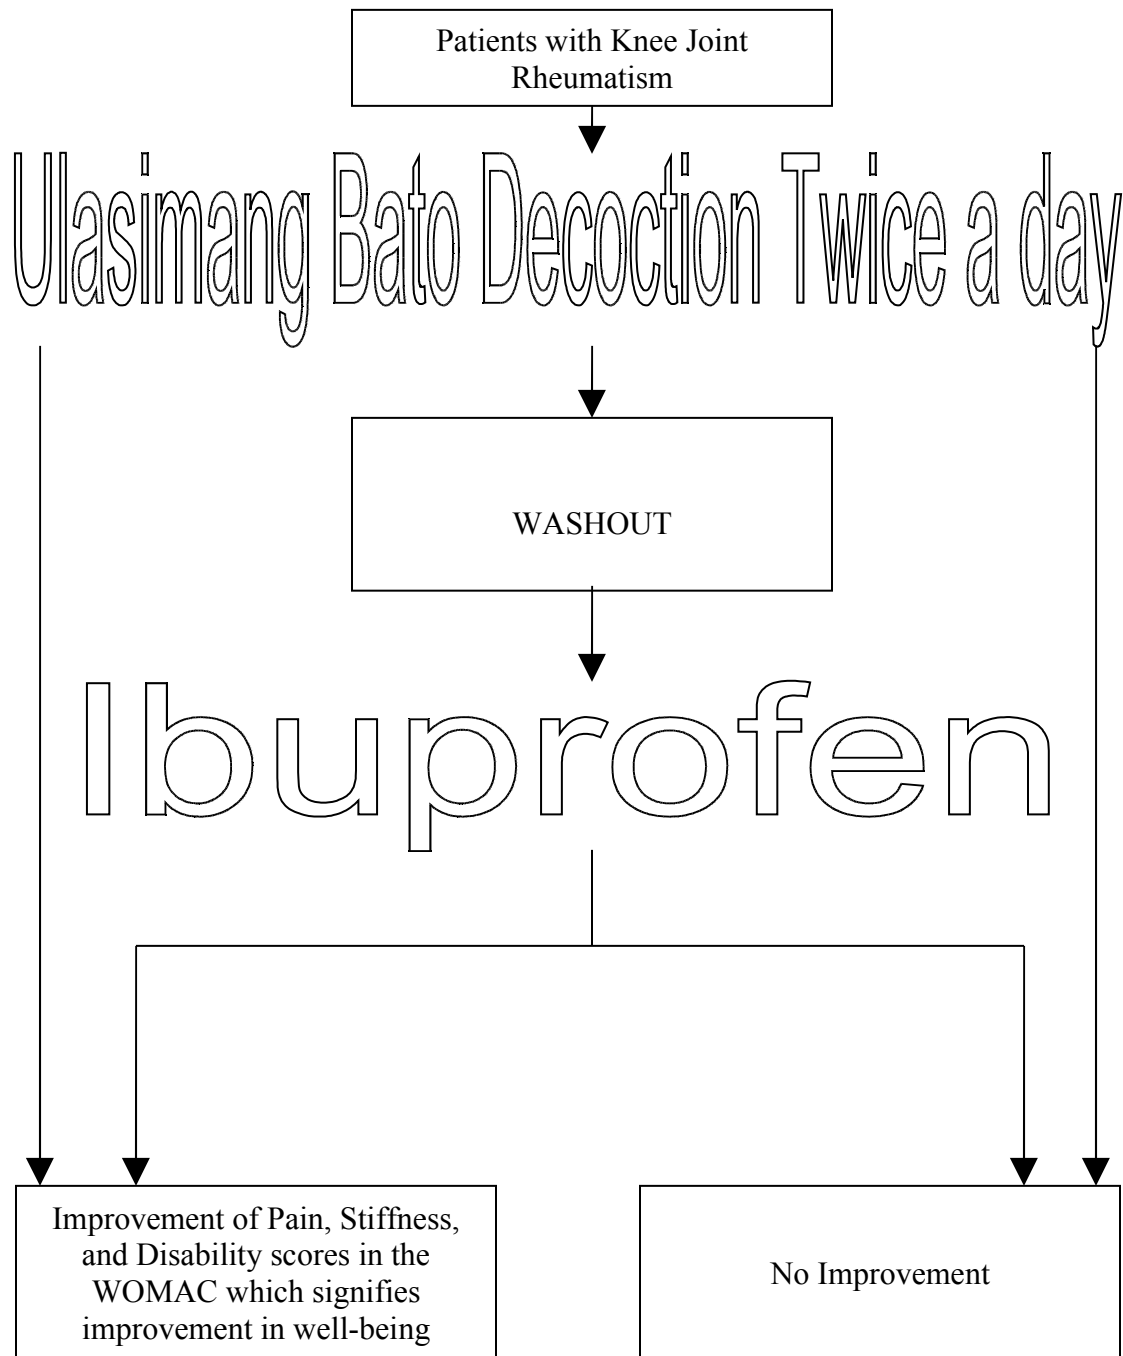 Patients with Knee Joint
Rheumatism
Ulasimang Bato Decoction Twice a day
WASHOUT
Ibuprofen
Improvement of Pain, Stiffness,
and Disability scores in the
WOMAC which signifies
improvement in well-being
No Improvement